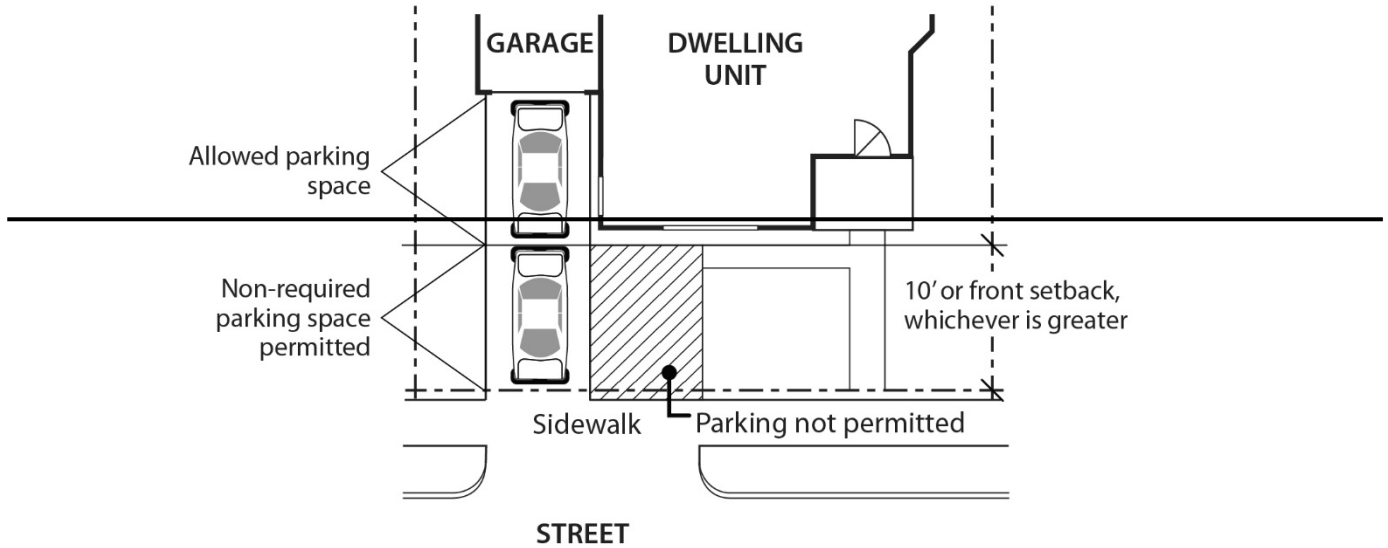 GARAGE
DWELLING
UNIT
Allowed parking
space
Non-required
parking space
permitted
10’ or front setback,
whichever is greater
Sidewalk
Parking not permitted
STREET